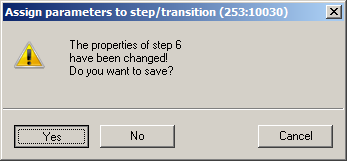 Assign parameters to step/transition (253:10030)
The properties of step 6
have been changed!
Do you want to save?
Yes
No
Cancel